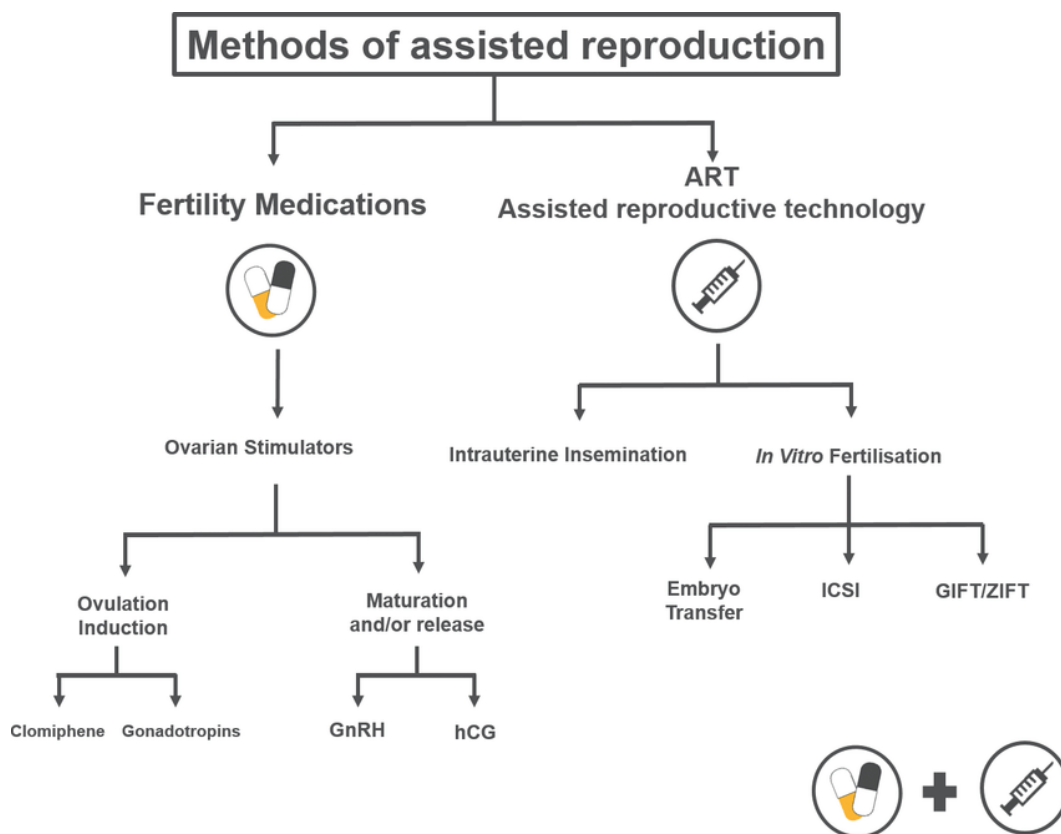 Methods of assisted reproduction
Fertility Medications
ART
Assisted reproductive technology
Ovarian Stimulators
Intrauterine Insemination
In Vitro Fertilisation
Ovulation
Induction
Maturation
and/or release
Embryo
Transfer
ICSI
GIFT/ZIFT
Clomiphene
Gonadotropins
GnRH
hCG